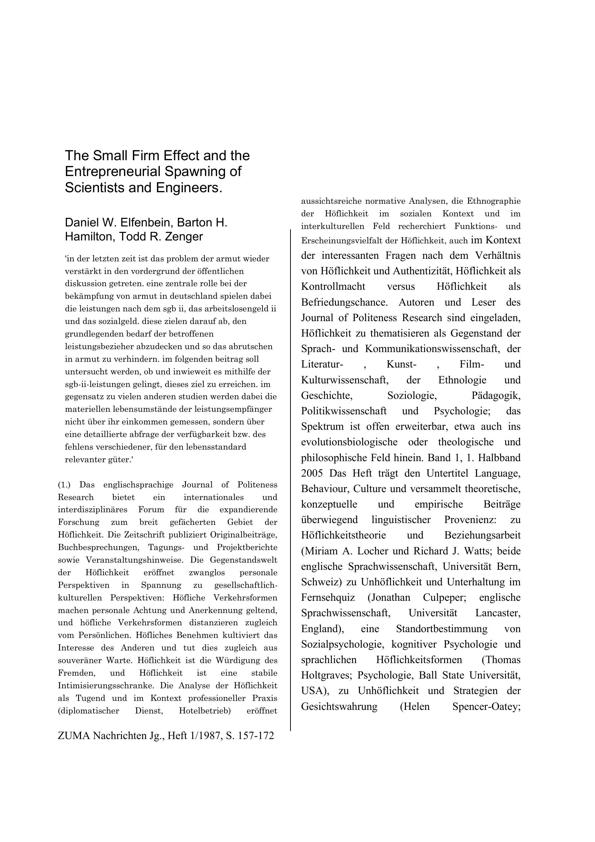 The Small Firm Effect and the
Entrepreneurial Spawning of
Scientists and Engineers.
Daniel W. Elfenbein, Barton H.
Hamilton, Todd R. Zenger
'in der letzten zeit ist das problem der armut wieder
verstärkt in den vordergrund der öffentlichen
diskussion getreten. eine zentrale rolle bei der
bekämpfung von armut in deutschland spielen dabei
die leistungen nach dem sgb ii, das arbeitslosengeld ii
und das sozialgeld. diese zielen darauf ab, den
grundlegenden bedarf der betroffenen
leistungsbezieher abzudecken und so das abrutschen
in armut zu verhindern. im folgenden beitrag soll
untersucht werden, ob und inwieweit es mithilfe der
sgb-ii-leistungen gelingt, dieses ziel zu erreichen. im
gegensatz zu vielen anderen studien werden dabei die
materiellen lebensumstände der leistungsempfänger
nicht über ihr einkommen gemessen, sondern über
eine detaillierte abfrage der verfügbarkeit bzw. des
fehlens verschiedener, für den lebensstandard
relevanter güter.'
(1.) Das englischsprachige Journal of Politeness
Research bietet ein internationales und
interdisziplinäres Forum für die expandierende
Forschung zum breit gefächerten Gebiet der
Höflichkeit. Die Zeitschrift publiziert Originalbeiträge,
Buchbesprechungen, Tagungs- und Projektberichte
sowie Veranstaltungshinweise. Die Gegenstandswelt
der Höflichkeit eröffnet zwanglos personale
Perspektiven in Spannung zu gesellschaftlich-
kulturellen Perspektiven: Höfliche Verkehrsformen
machen personale Achtung und Anerkennung geltend,
und höfliche Verkehrsformen distanzieren zugleich
vom Persönlichen. Höfliches Benehmen kultiviert das
Interesse des Anderen und tut dies zugleich aus
souveräner Warte. Höflichkeit ist die Würdigung des
Fremden, und Höflichkeit ist eine stabile
Intimisierungsschranke. Die Analyse der Höflichkeit
als Tugend und im Kontext professioneller Praxis
(diplomatischer Dienst, Hotelbetrieb) eröffnet
aussichtsreiche normative Analysen, die Ethnographie
der Höflichkeit im sozialen Kontext und im
interkulturellen Feld recherchiert Funktions- und
Erscheinungsvielfalt der Höflichkeit, auch im Kontext
der interessanten Fragen nach dem Verhältnis
von Höflichkeit und Authentizität, Höflichkeit als
Kontrollmacht versus Höflichkeit als
Befriedungschance. Autoren und Leser des
Journal of Politeness Research sind eingeladen,
Höflichkeit zu thematisieren als Gegenstand der
Sprach- und Kommunikationswissenschaft, der
Literatur- , Kunst- , Film- und
Kulturwissenschaft, der Ethnologie und
Geschichte, Soziologie, Pädagogik,
Politikwissenschaft und Psychologie; das
Spektrum ist offen erweiterbar, etwa auch ins
evolutionsbiologische oder theologische und
philosophische Feld hinein. Band 1, 1. Halbband
2005 Das Heft trägt den Untertitel Language,
Behaviour, Culture und versammelt theoretische,
konzeptuelle und empirische Beiträge
überwiegend linguistischer Provenienz: zu
Höflichkeitstheorie und Beziehungsarbeit
(Miriam A. Locher und Richard J. Watts; beide
englische Sprachwissenschaft, Universität Bern,
Schweiz) zu Unhöflichkeit und Unterhaltung im
Fernsehquiz (Jonathan Culpeper; englische
Sprachwissenschaft, Universität Lancaster,
England), eine Standortbestimmung von
Sozialpsychologie, kognitiver Psychologie und
sprachlichen Höflichkeitsformen (Thomas
Holtgraves; Psychologie, Ball State Universität,
USA), zu Unhöflichkeit und Strategien der
Gesichtswahrung (Helen Spencer-Oatey;
ZUMA Nachrichten Jg., Heft 1/1987, S. 157-172